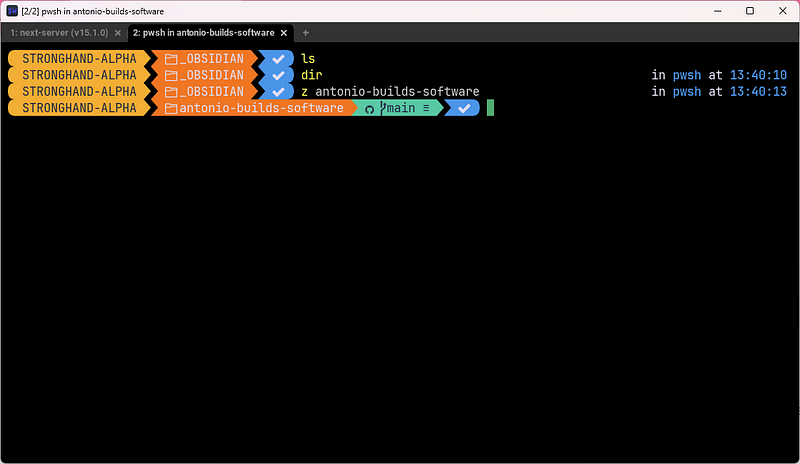 [2/2] pwsh in antonio-builds-software
1: next-server (v15.1.0) 2: pwsh in antonio-builds-software
STRONGHAND-ALPHA _OBSIDIAN ls
STRONGHAND-ALPHA _OBSIDIAN dir in pwsh at 13:40:10
STRONGHAND-ALPHA _OBSIDIAN z antonio-builds-software in pwsh at 13:40:13
STRONGHAND-ALPHA antonio-builds-software main ≡